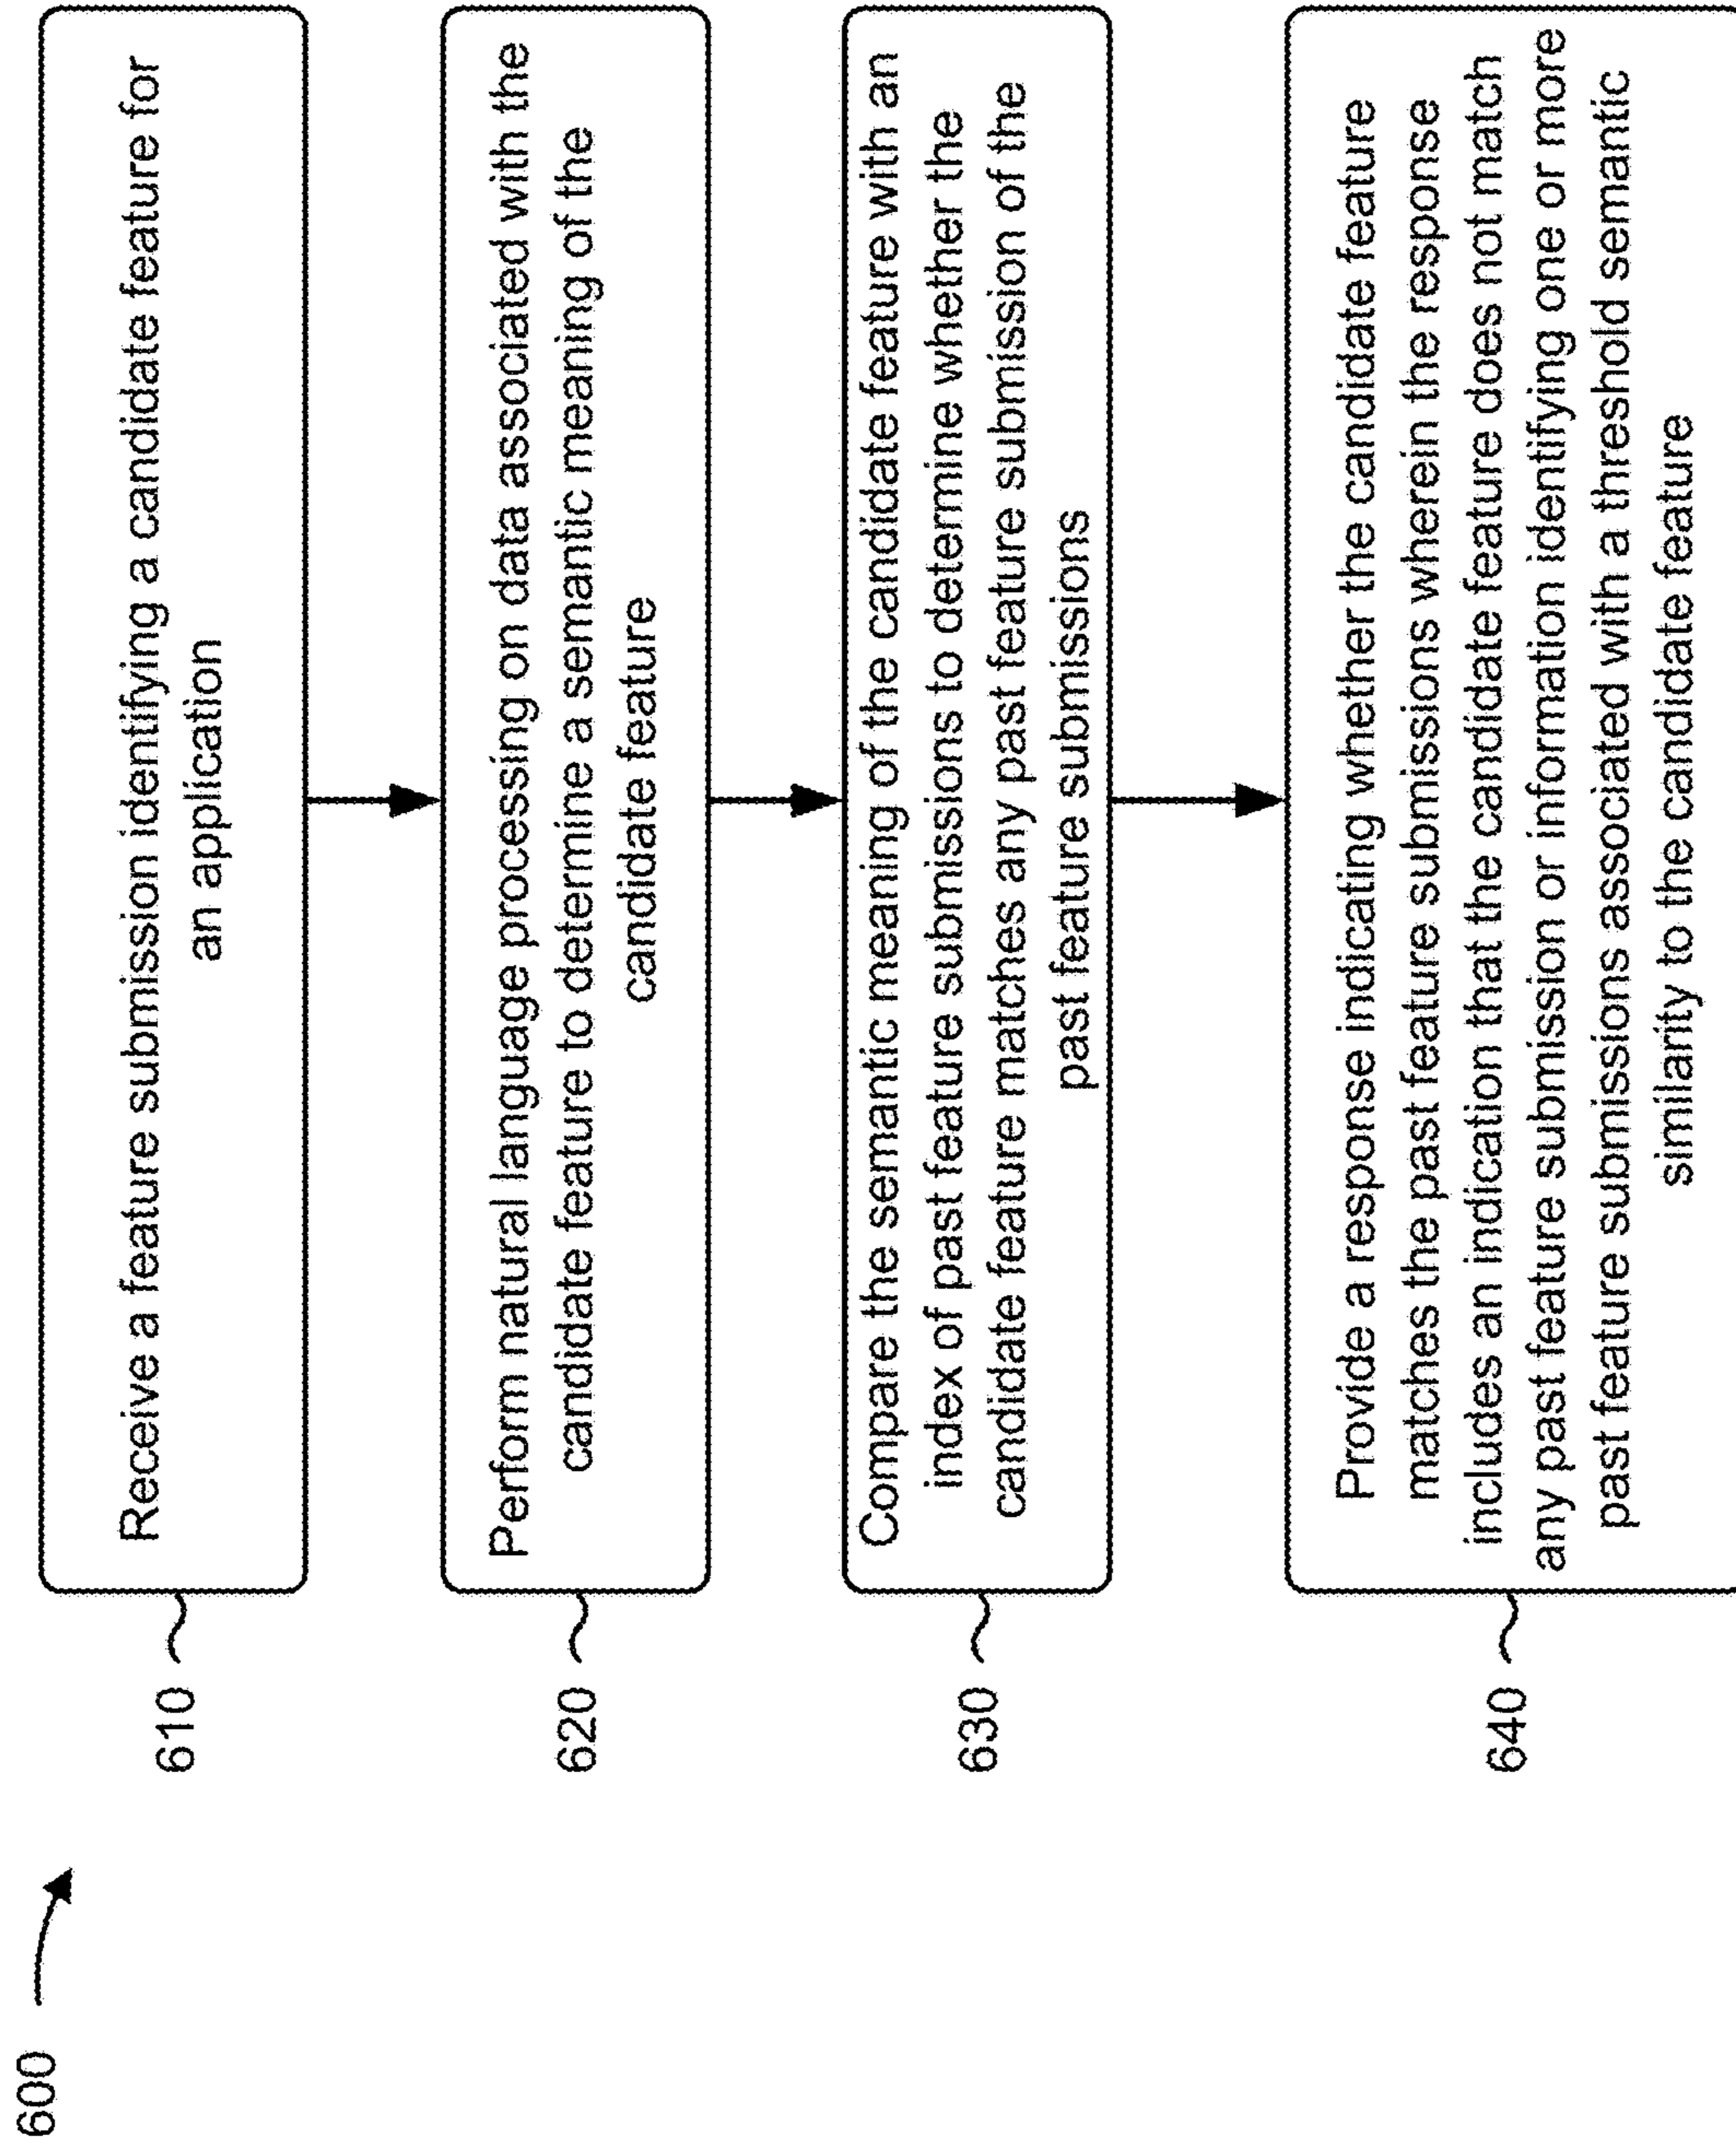 600
610
Receive a feature submission identifying a candidate feature for
an application
620
Perform natural language processing on data associated with the
candidate feature to determine a semantic meaning of the
candidate feature
630
Compare the semantic meaning of the candidate feature with an
index of past feature submissions to determine whether the
candidate feature matches any past feature submission of the
past feature submissions
640
Provide a response indicating whether the candidate feature
matches the past feature submissions wherein the response
includes an indication that the candidate feature does not match
any past feature submission or information identifying one or more
past feature submissions associated with a threshold semantic
similarity to the candidate feature